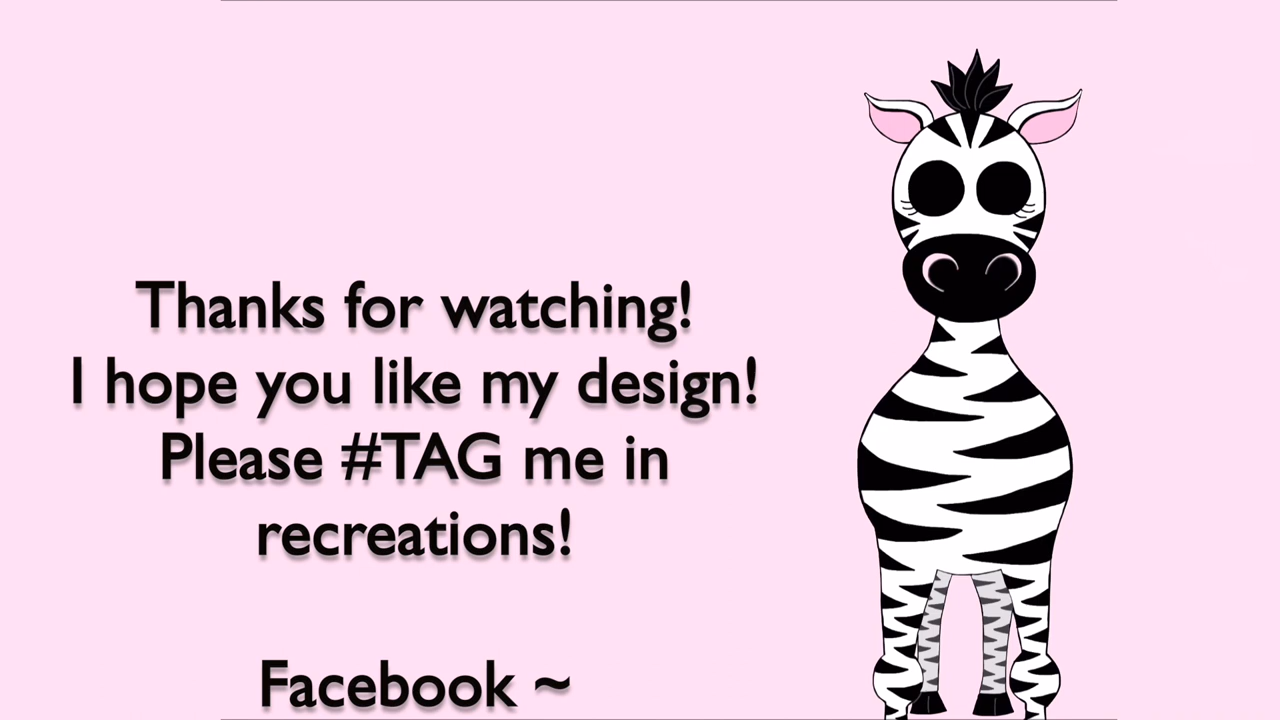 Thanks for watching!
I hope you like my design!
Please #TAG me in
recreations!
Facebook ~